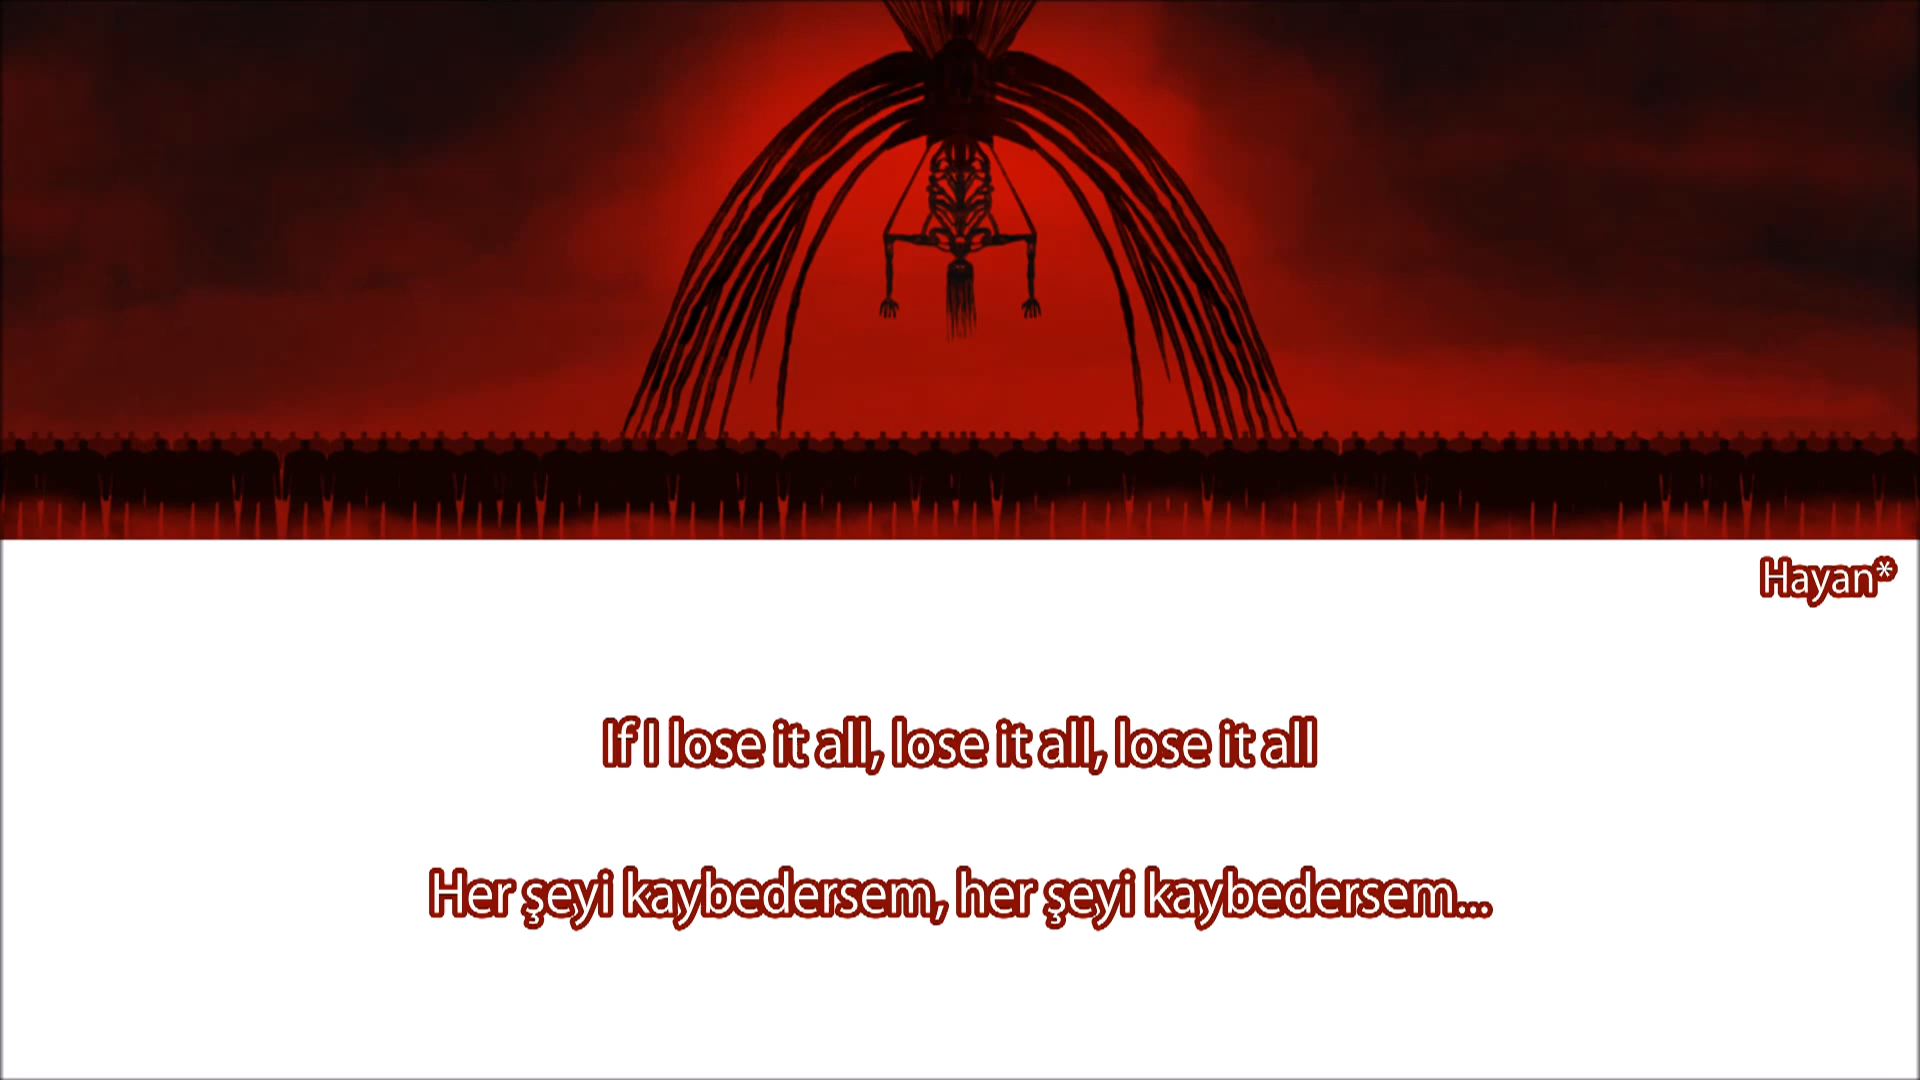 Hayan*
If I lose it all, lose it all, lose it all
Her şeyi kaybedersem, her şeyi kaybedersem...